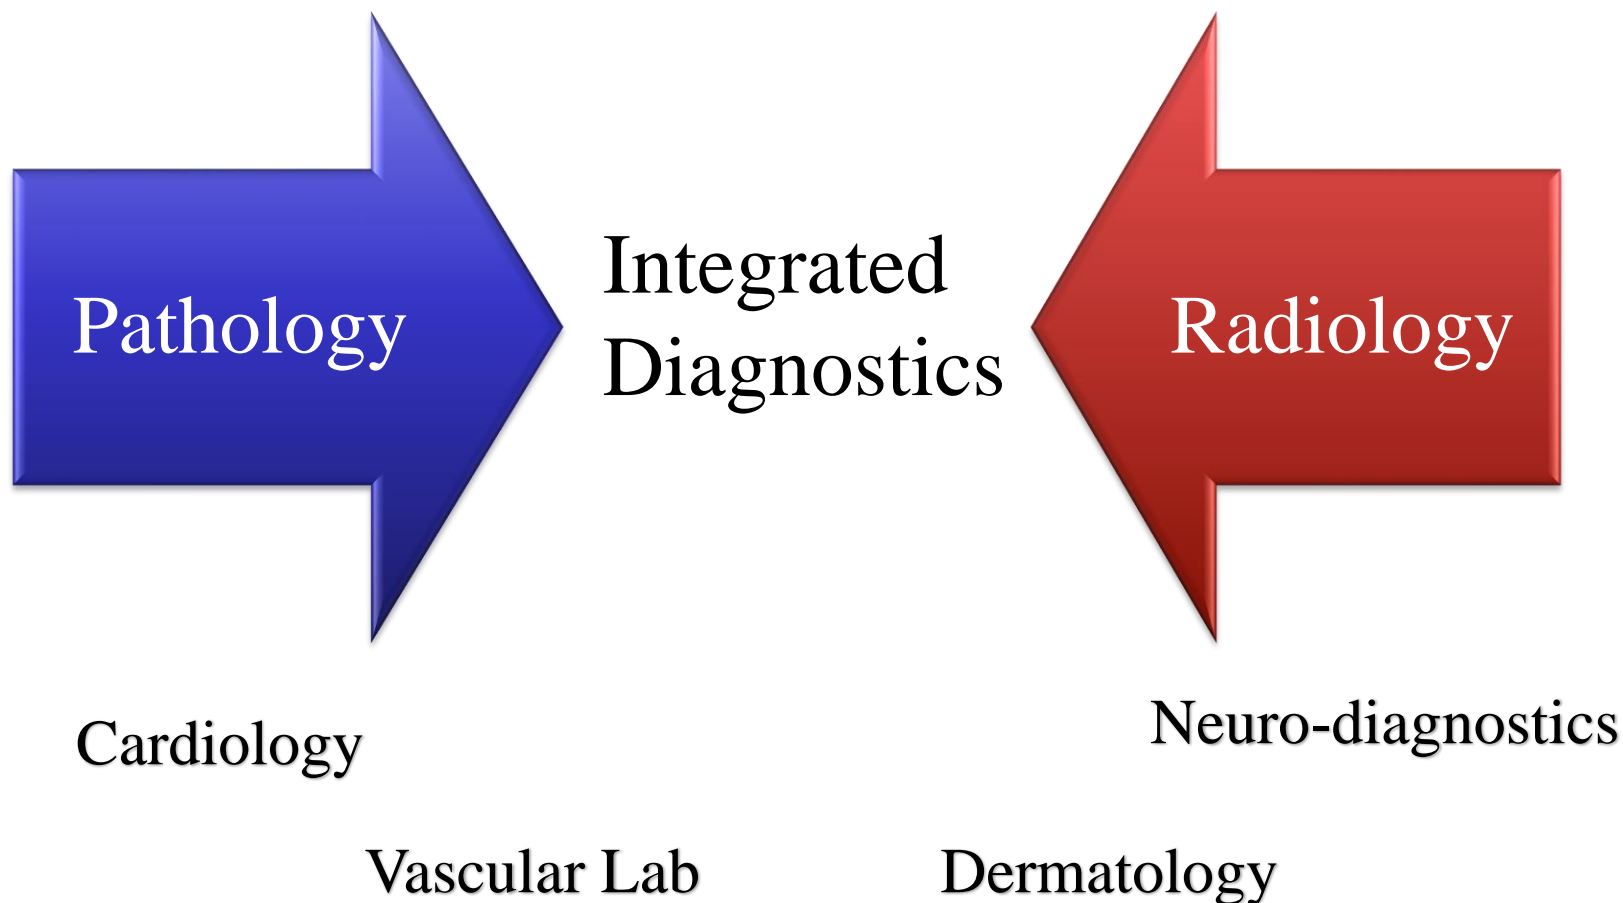 Pathology
Integrated
Diagnostics
Radiology
Cardiology
Neuro-diagnostics
Vascular Lab
Dermatology